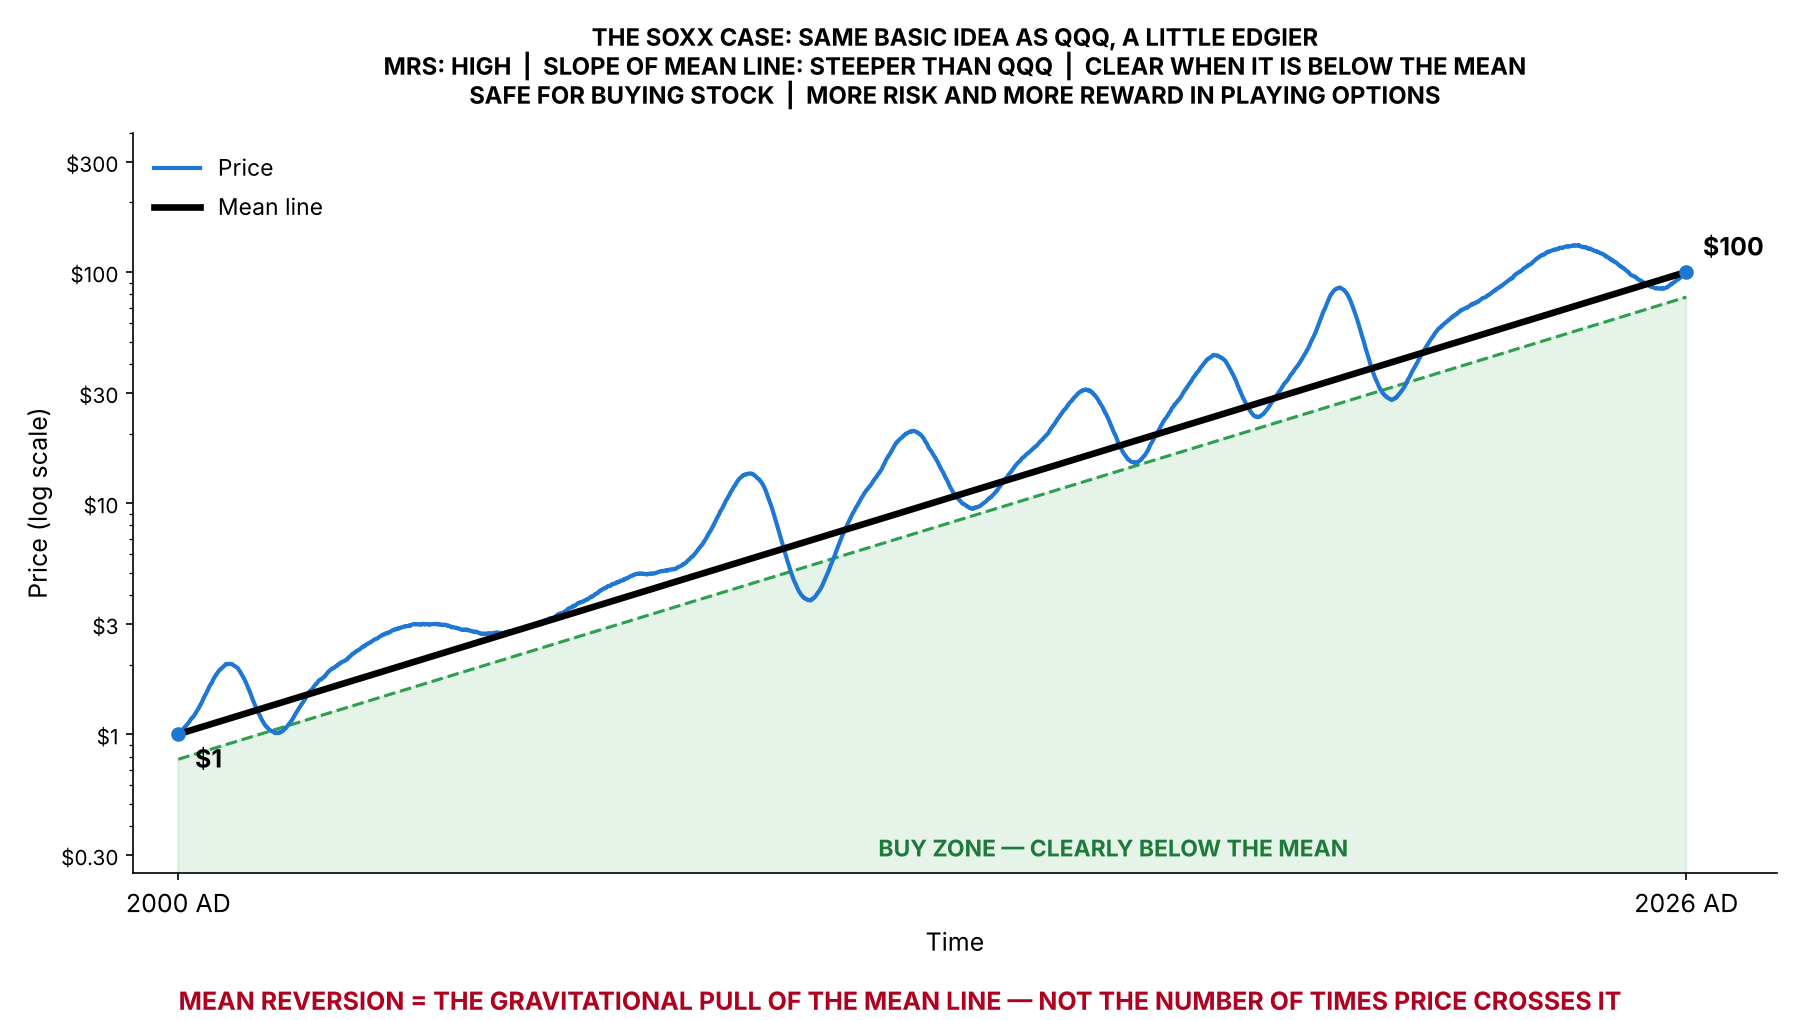 THE SOXX CASE: SAME BASIC IDEA AS QQQ, A LITTLE EDGIER
MRS: HIGH | SLOPE OF MEAN LINE: STEEPER THAN QQQ | CLEAR WHEN IT IS BELOW THE MEAN
SAFE FOR BUYING STOCK | MORE RISK AND MORE REWARD IN PLAYING OPTIONS
Price
Mean line
$300
$100
$30
$10
$3
$1
$0.30
Price (log scale)
$100
$1
BUY ZONE — CLEARLY BELOW THE MEAN
2000 AD
2026 AD
Time
MEAN REVERSION = THE GRAVITATIONAL PULL OF THE MEAN LINE — NOT THE NUMBER OF TIMES PRICE CROSSES IT